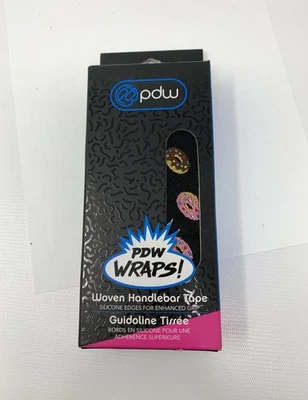 pdw
PDW
WRAPS!
Woven Handlebar Tape
SILICONE EDGES FOR ENHANCED GRIP
Guidoline Tissée
BORDS EN SILICONE POUR UNE
ADHÉRENCE SUPÉRIEURE